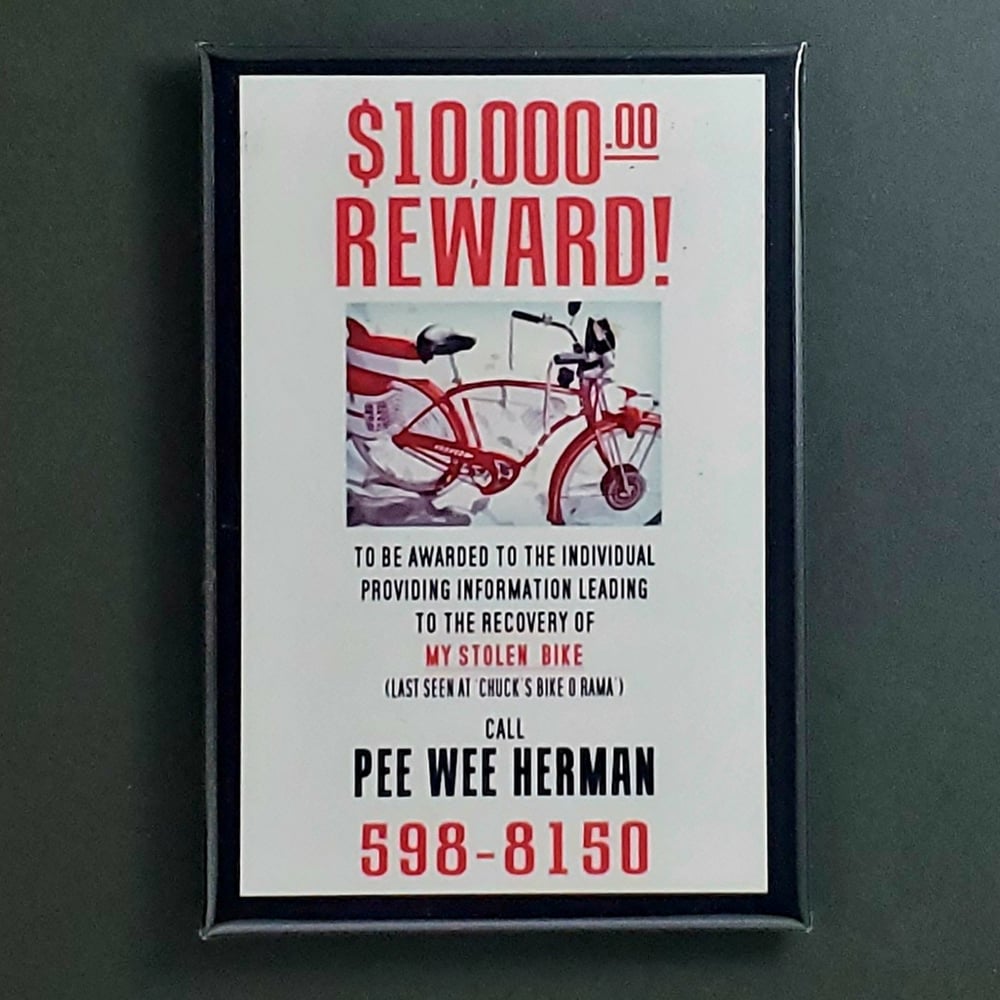 $10,000.00
REWARD!
TO BE AWARDED TO THE INDIVIDUAL
PROVIDING INFORMATION LEADING
TO THE RECOVERY OF
MY STOLEN BIKE
(LAST SEEN AT 'CHUCK'S BIKE O RAMA')
CALL
PEE WEE HERMAN
598-8150